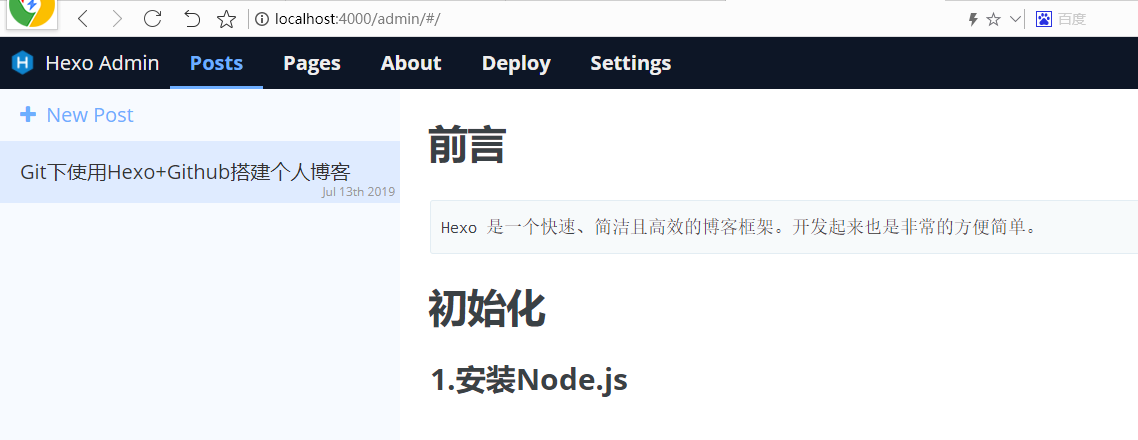 localhost:4000/admin/#/
百度
Hexo Admin Posts Pages About Deploy Settings
New Post
Git下使用Hexo+Github搭建个人博客
Jul 13th 2019
前言
Hexo 是一个快速、简洁且高效的博客框架。开发起来也是非常的方便简单。
初始化
1.安装Node.js